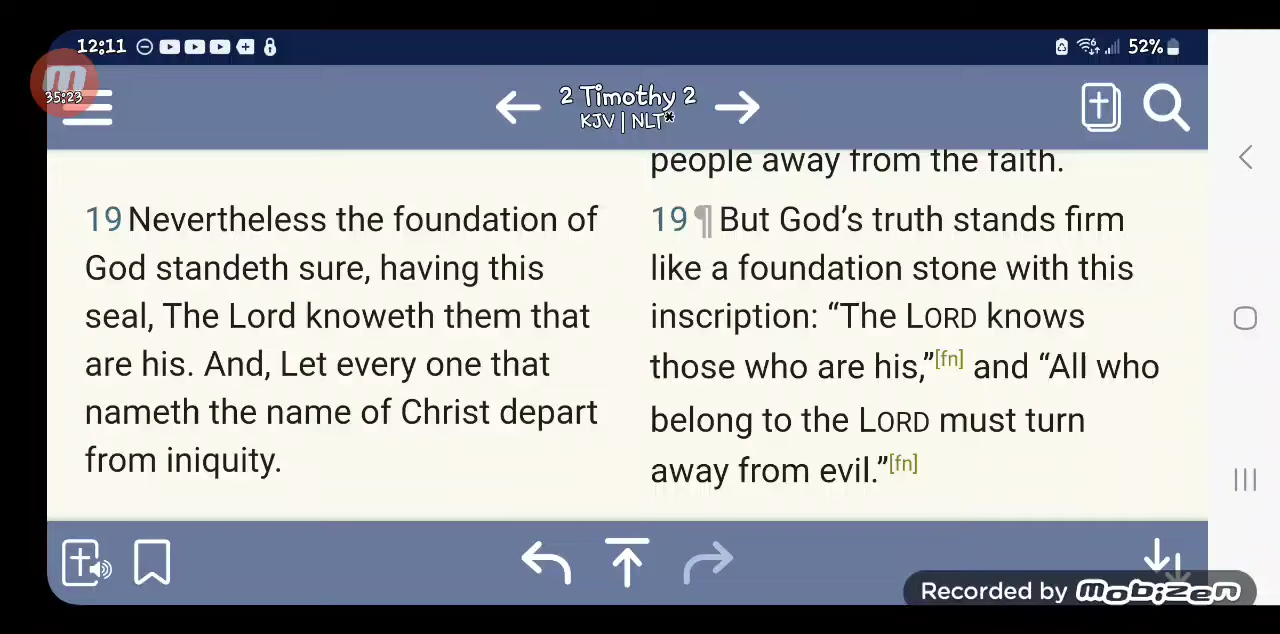 12:11
52%
35:23
2 Timothy 2
KJV | NLT*
people away from the faith.
19 Nevertheless the foundation of
God standeth sure, having this
seal, The Lord knoweth them that
are his. And, Let every one that
nameth the name of Christ depart
from iniquity.
19 ¶ But God’s truth stands firm
like a foundation stone with this
inscription: “The LORD knows
those who are his,”[fn] and “All who
belong to the LORD must turn
away from evil.”[fn]
Recorded by mobizen